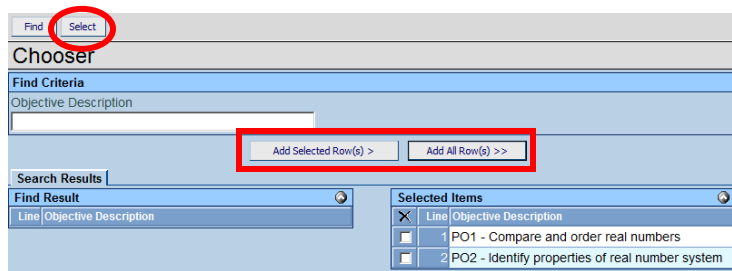 Find Select
Chooser
Find Criteria
Objective Description
Add Selected Row(s) > Add All Row(s) >>
Search Results
Find Result
Line Objective Description
Selected Items
X Line Objective Description
1 PO1 - Compare and order real numbers
2 PO2 - Identify properties of real number system